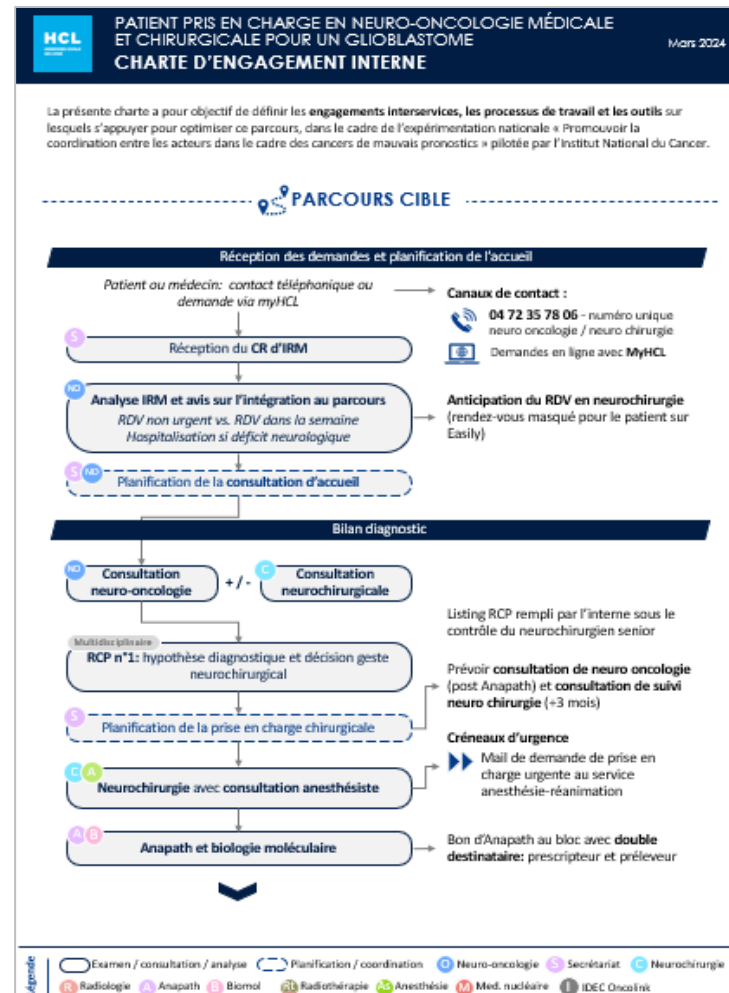 HCL
PATIENT PRIS EN CHARGE EN NEURO-ONCOLOGIE MÉDICALE
ET CHIRURGICALE POUR UN GLIOBLASTOME
CHARTE D'ENGAGEMENT INTERNE
Mars 2024
La présente charte a pour objectif de définir les engagements interservices, les processus de travail et les outils sur
lesquels s'appuyer pour optimiser ce parcours, dans le cadre de l'expérimentation nationale « Promouvoir la
coordination entre les acteurs dans le cadre des cancers de mauvais pronostics » pilotée par l'Institut National du Cancer.
PARCOURS CIBLE
Réception des demandes et planification de l'accueil
Patient ou médecin: contact téléphonique ou
demande via myHCL
Canaux de contact :
04 72 35 78 06 - numéro unique
neuro oncologie / neuro chirurgie
Demandes en ligne avec MyHCL
S
Réception du CR d'IRM
NO
Analyse IRM et avis sur l'intégration au parcours
RDV non urgent vs. RDV dans la semaine
Hospitalisation si déficit neurologique
Anticipation du RDV en neurochirurgie
(rendez-vous masqué pour le patient sur
Easily)
S NO
Planification de la consultation d'accueil
Bilan diagnostic
NO
Consultation
neuro-oncologie
+ / -
C
Consultation
neurochirurgicale
Listing RCP rempli par l'interne sous le
contrôle du neurochirurgien senior
Multidisciplinaire
RCP n°1: hypothèse diagnostique et décision geste
neurochirurgical
Prévoir consultation de neuro oncologie
(post Anapath) et consultation de suivi
neuro chirurgie (+3 mois)
S
Planification de la prise en charge chirurgicale
Créneaux d'urgence
Mail de demande de prise en
charge urgente au service
anesthésie-réanimation
C A
Neurochirurgie avec consultation anesthésiste
A B
Anapath et biologie moléculaire
Bon d'Anapath au bloc avec double
destinataire: prescripteur et préleveur
égende
Examen / consultation / analyse
Planification / coordination
O Neuro-oncologie
S Secrétariat
C Neurochirurgie
R Radiologie
A Anapath
B Biomol
Radiothérapie
As Anesthésie
M Med. nucléaire
I IDEC Oncolink